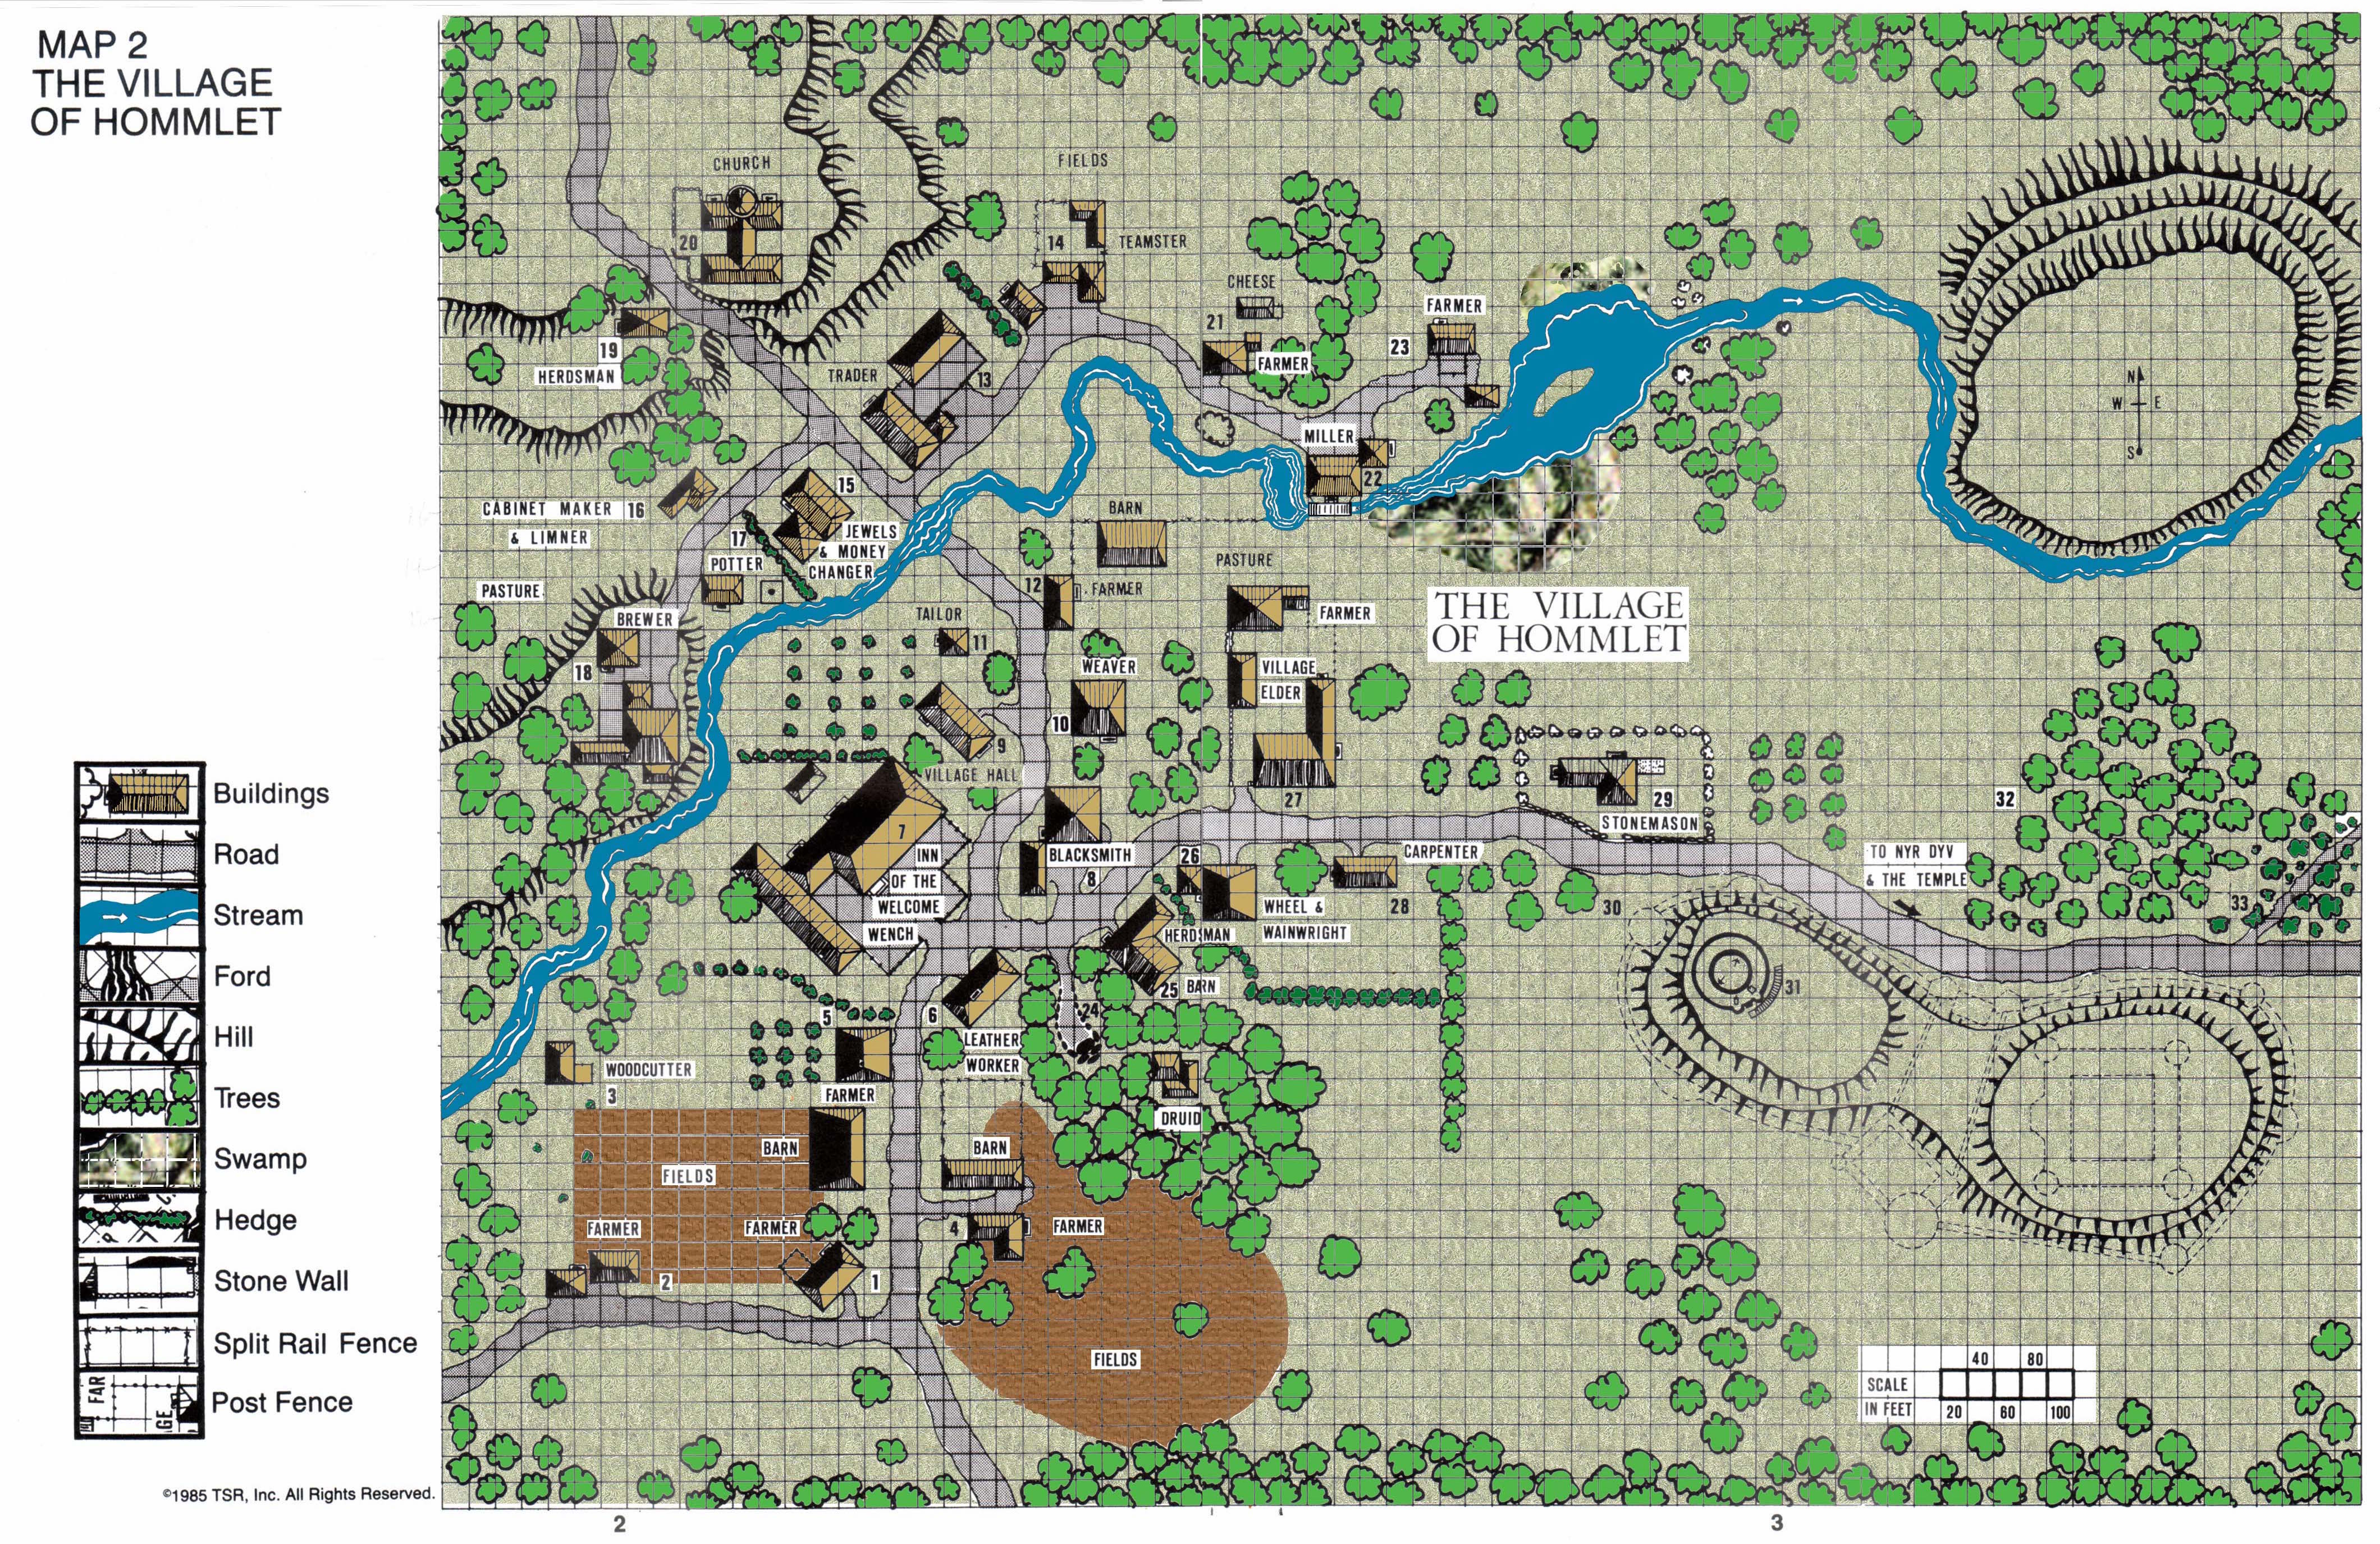 MAP 2
THE VILLAGE
OF HOMMLET
CHURCH
FIELDS
20
14
TEAMSTER
CHEESE
21
FARMER
FARMER
23
19
HERDSMAN
TRADER
13
N
W E
S
MILLER
22
15
CABINET MAKER 16
& LIMNER
17
JEWELS
& MONEY
CHANGER
POTTER
BARN
PASTURE
PASTURE
12
FARMER
FARMER
THE VILLAGE
OF HOMMLET
BREWER
TAILOR
11
18
WEAVER
10
VILLAGE
ELDER
9
VILLAGE HALL
27
29
STONEMASON
32
7
INN
OF THE
WELCOME
WENCH
BLACKSMITH
8
26
CARPENTER
28
WHEEL &
WAINWRIGHT
TO NYR DYV
& THE TEMPLE
33
30
HERDSMAN
25 BARN
31
24
6
LEATHER
WORKER
5
FARMER
WOODCUTTER
3
DRUID
BARN
BARN
FIELDS
FARMER
FARMER
4
FARMER
2
1
FIELDS
Buildings
Road
Stream
Ford
Hill
Trees
Swamp
Hedge
Stone Wall
Split Rail Fence
FAR
GE
Post Fence
40 80
SCALE
IN FEET
20 60 100
©1985 TSR, Inc. All Rights Reserved.
2
3